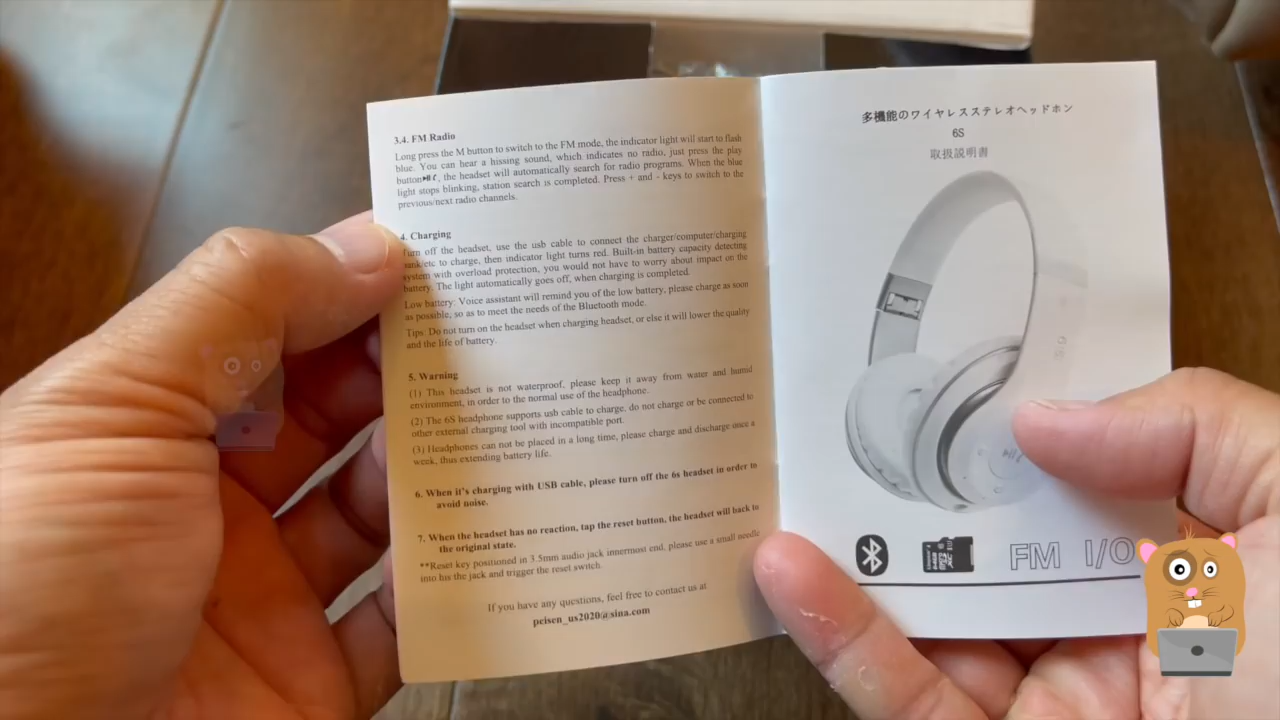 3.4. FM Radio
Long press the M button to switch to the FM mode, the indicator light will start to flash
blue. You can hear a hissing sound, which indicates no radio, just press the play
button, the headset will automatically search for radio programs. When the blue
light stops blinking, station search is completed. Press + and - keys to switch to the
previous/next radio channels.
4. Charging
Turn off the headset, use the usb cable to connect the charger/computer/charging
bank/etc to charge, then indicator light turns red. Built-in battery capacity detecting
system with overload protection, you would not have to worry about impact on the
battery. The light automatically goes off, when charging is completed.
Low battery: Voice assistant will remind you of the low battery, please charge as soon
as possible, so as to meet the needs of the Bluetooth mode.
Tips: Do not turn on the headset when charging headset, or else it will lower the quality
and the life of battery.
5. Warning
(1) This headset is not waterproof, please keep it away from water and humid
environment, in order to the normal use of the headphone.
(2) The 6S headphone supports usb cable to charge, do not charge or be connected to
other external charging tool with incompatible port.
(3) Headphones can not be placed in a long time, please charge and discharge once a
week, thus extending battery life.
6. When it's charging with USB cable, please turn off the 6s headset in order to
avoid noise.
7. When the headset has no reaction, tap the reset button, the headset will back to
the original state.
**Reset key positioned in 3.5mm audio jack innermost end, please use a small needle
into his the jack and trigger the reset switch.
If you have any questions, feel free to contact us at
peisen_us2020@sina.com
多機能のワイヤレスステレオヘッドホン
6S
取扱説明書
FM I/O